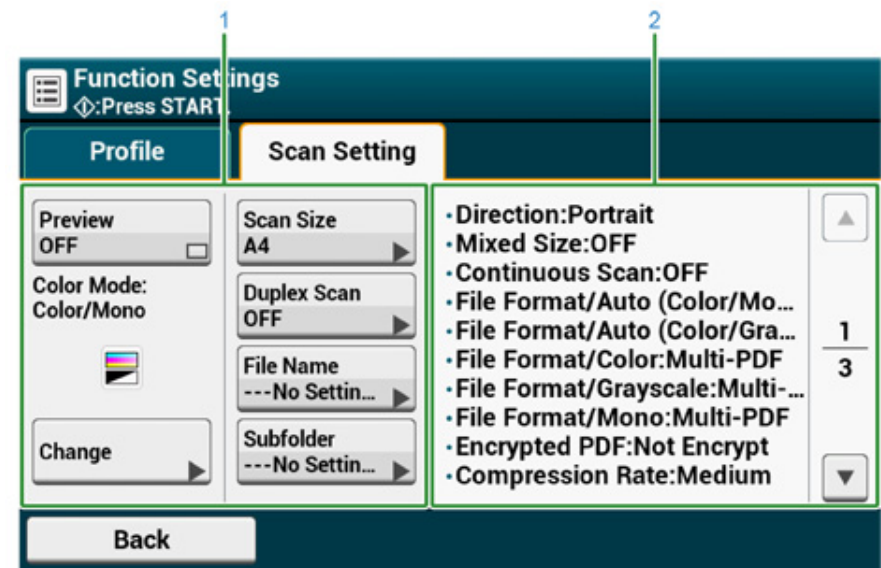 1
2
Function Settings
:Press START.
Profile
Scan Setting
Preview
OFF
Color Mode:
Color/Mono
Change
Scan Size
A4
Duplex Scan
OFF
File Name
---No Settin...
Subfolder
---No Settin...
・Direction:Portrait
・Mixed Size:OFF
・Continuous Scan:OFF
・File Format/Auto (Color/Mo...
・File Format/Auto (Color/Gra...
・File Format/Color:Multi-PDF
・File Format/Grayscale:Multi-...
・File Format/Mono:Multi-PDF
・Encrypted PDF:Not Encrypt
・Compression Rate:Medium
1
3
Back